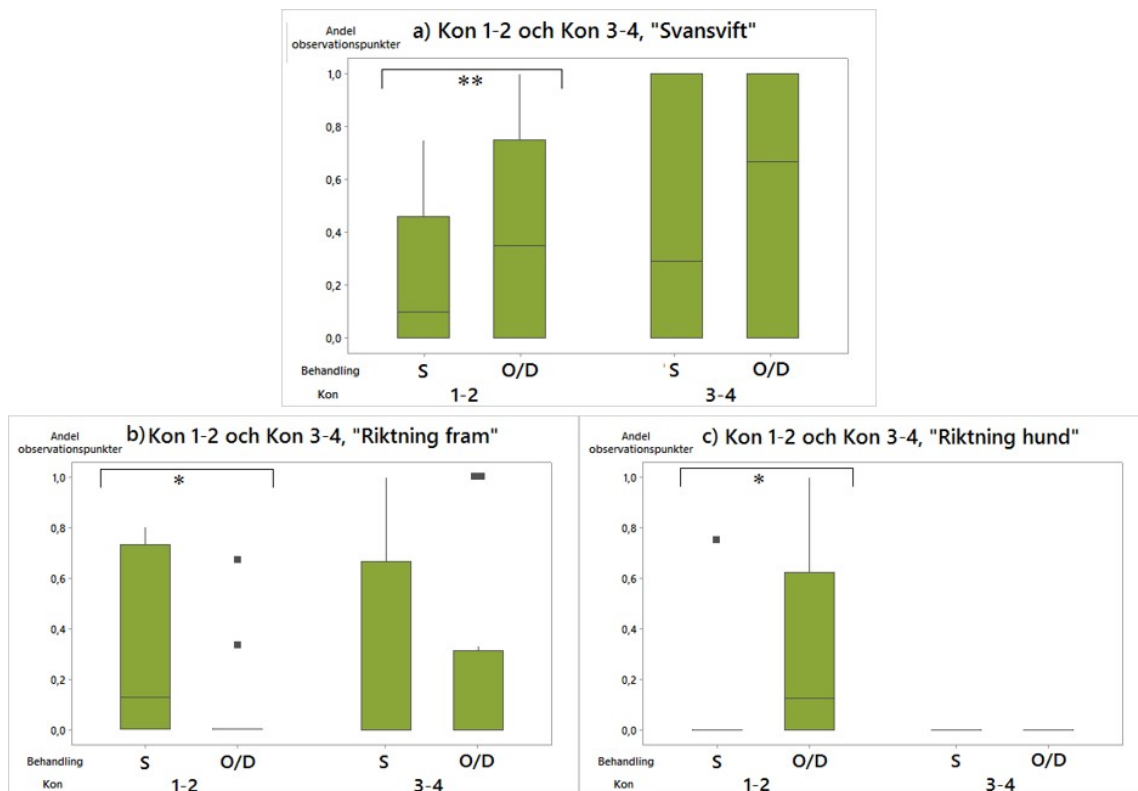 a) Kon 1-2 och Kon 3-4, "Svansvift"
Andel
observationspunkter
**
1,0
0,8
0,6
0,4
0,2
0,0
Behandling S O/D S O/D
Kon 1-2 3-4
b) Kon 1-2 och Kon 3-4, "Riktning fram"
Andel
observationspunkter
*
1,0
0,8
0,6
0,4
0,2
0,0
Behandling S O/D S O/D
Kon 1-2 3-4
c) Kon 1-2 och Kon 3-4, "Riktning hund"
Andel
observationspunkter
*
1,0
0,8
0,6
0,4
0,2
0,0
Behandling S O/D S O/D
Kon 1-2 3-4